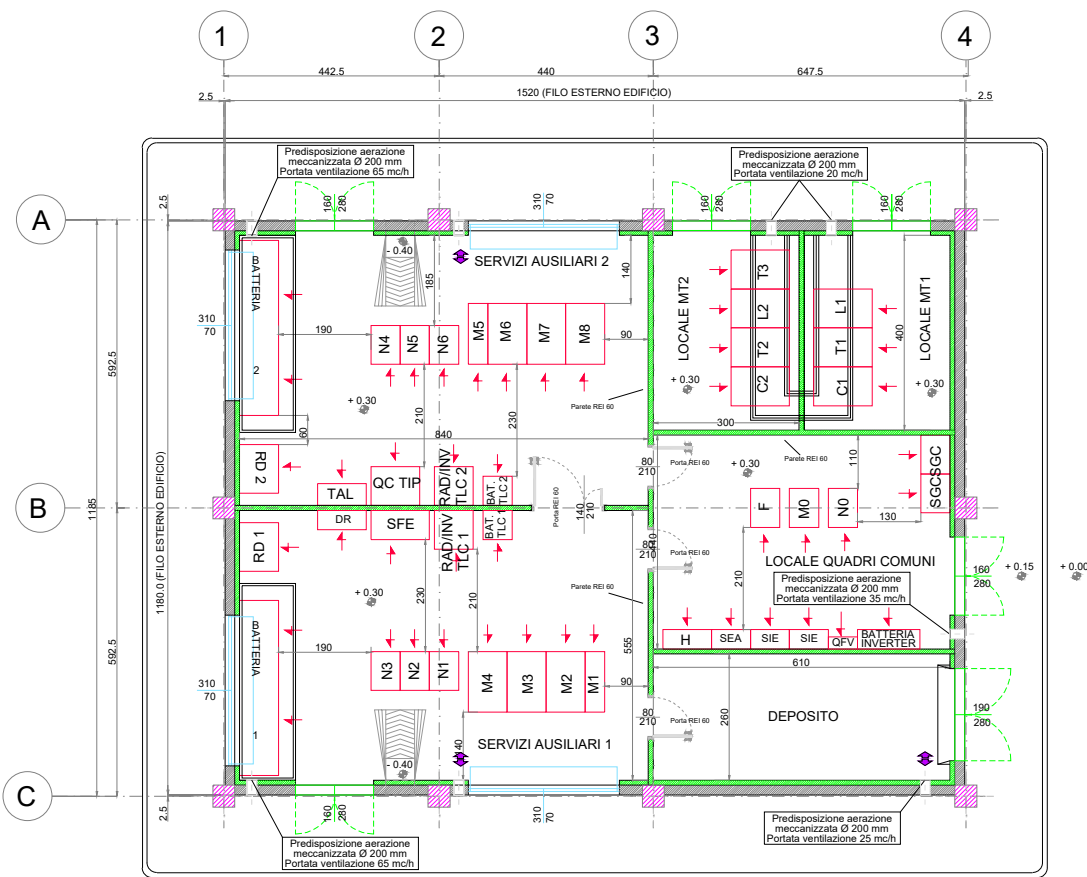 1
2
3
4
442.5
440
647.5
2.5
1520 (FILO ESTERNO EDIFICIO)
2.5
Predisposizione aerazione
meccanizzata Ø 200 mm
Portata ventilazione 65 mc/h
Predisposizione aerazione
meccanizzata Ø 200 mm
Portata ventilazione 20 mc/h
160
280
310
70
160
280
160
280
A
2.5
- 0.40
SERVIZI AUSILIARI 2
185
140
BATTERIA
2
310
70
190
N4
N5
N6
M5
M6
M7
M8
90
LOCALE MT2
T3
L2
T2
C2
L1
T1
C1
400
LOCALE MT1
+ 0.30
+ 0.30
+ 0.30
Parete REI 60
300
592.5
210
230
60
840
Parete REI 60
RD 2
TAL
QC TIP
RAD/INV
TLC 2
BAT.
TLC 2
80
210
Porta REI 60
+ 0.30
110
SGC
SGC
F
M0
N0
130
B
1185
1180.0 (FILO ESTERNO EDIFICIO)
DR
SFE
RAD/INV
TLC 1
BAT.
TLC 1
Porta REI 60
140
210
RD 1
80
210
440
Porta REI 60
LOCALE QUADRI COMUNI
210
160
280
+ 0.15
+ 0.00
Predisposizione aerazione
meccanizzata Ø 200 mm
Portata ventilazione 35 mc/h
Parete REI 60
+ 0.30
230
210
592.5
BATTERIA
1
310
70
190
N3
N2
N1
M4
M3
M2
M1
90
555
H
SEA
SIE
SIE
QFV
BATTERIA
INVERTER
610
260
DEPOSITO
80
210
Porta REI 60
190
280
140
SERVIZI AUSILIARI 1
- 0.40
C
2.5
160
280
310
70
Predisposizione aerazione
meccanizzata Ø 200 mm
Portata ventilazione 65 mc/h
Predisposizione aerazione
meccanizzata Ø 200 mm
Portata ventilazione 25 mc/h